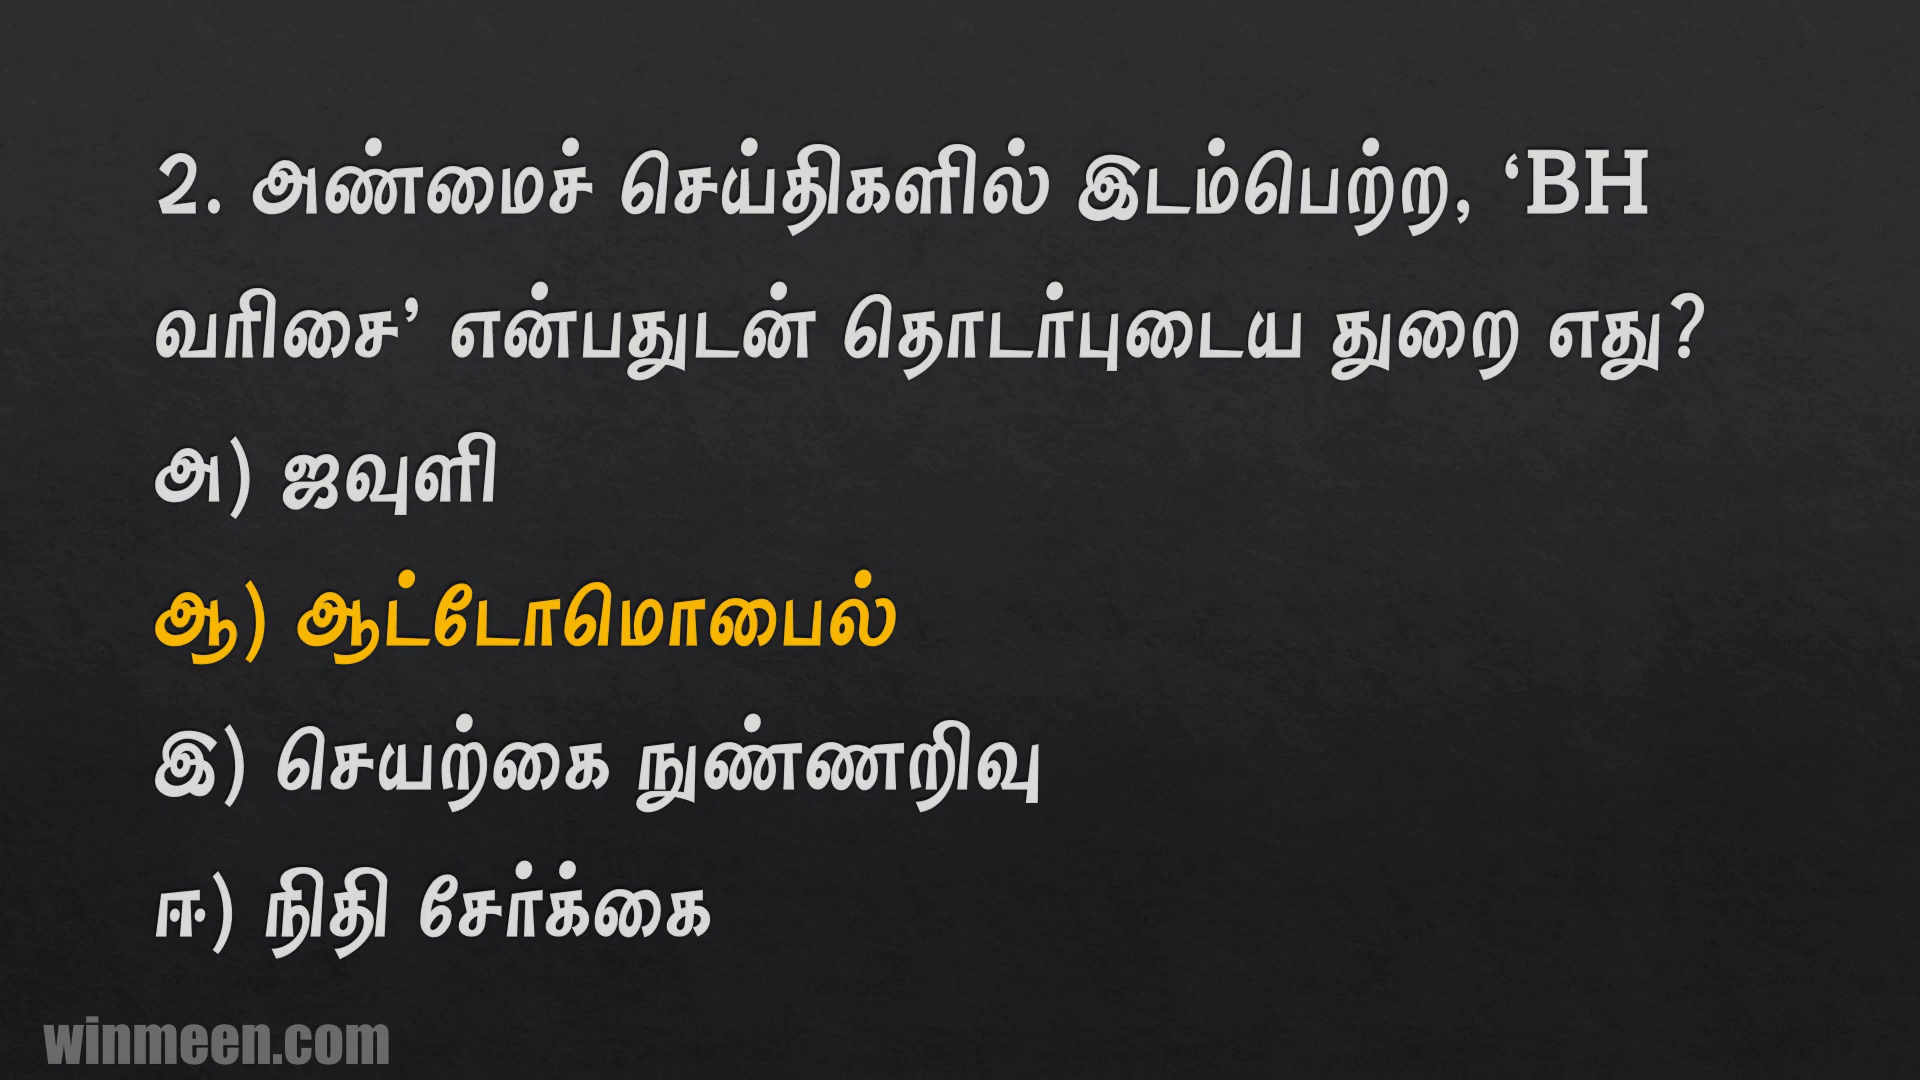 2. அண்மைச் செய்திகளில் இடம்பெற்ற, ‘BH
வரிசை’ என்பதுடன் தொடர்புடைய துறை எது?
அ) ஜவுளி
ஆ) ஆட்டோமொபைல்
இ) செயற்கை நுண்ணறிவு
ஈ) நிதி சேர்க்கை
winmeen.com